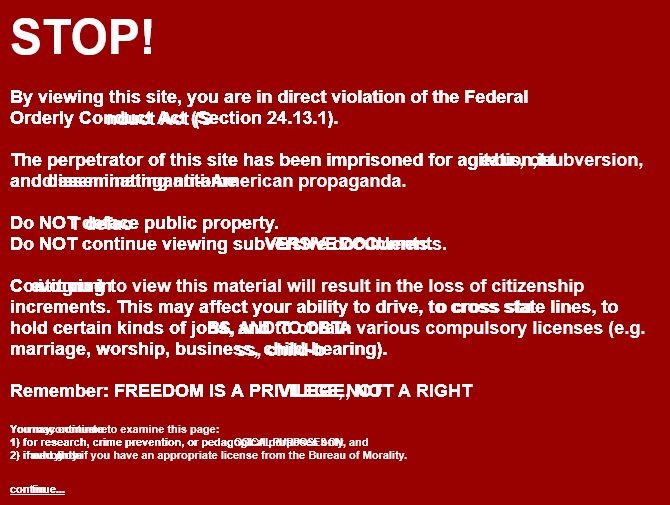 STOP!
By viewing this site, you are in direct violation of the Federal
Orderly Conduct Act (Section 24.13.1).
The perpetrator of this site has been imprisoned for agitation, subversion,
and disseminating anti-American propaganda.
Do NOT deface public property.
Do NOT continue viewing subversive documents.
Continuing to view this material will result in the loss of citizenship
increments. This may affect your ability to drive, to cross state lines, to
hold certain kinds of jobs, and to obtain various compulsory licenses (e.g.
marriage, worship, business, child-bearing).
Remember: FREEDOM IS A PRIVILEGE, NOT A RIGHT
You may continue to examine this page:
1) for research, crime prevention, or pedagogical purposes only, and
2) if you have an appropriate license from the Bureau of Morality.
continue...